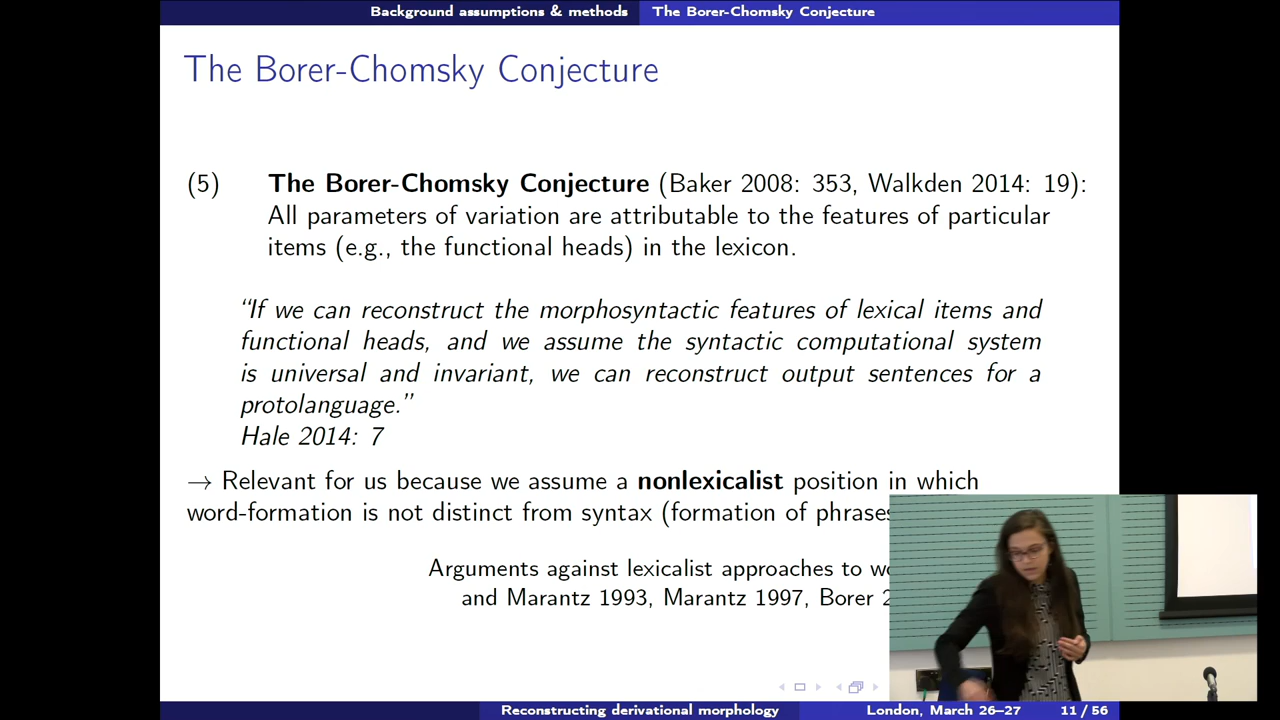 Background assumptions & methods The Borer-Chomsky Conjecture
The Borer-Chomsky Conjecture
(5) The Borer-Chomsky Conjecture (Baker 2008: 353, Walkden 2014: 19):
All parameters of variation are attributable to the features of particular
items (e.g., the functional heads) in the lexicon.
“If we can reconstruct the morphosyntactic features of lexical items and
functional heads, and we assume the syntactic computational system
is universal and invariant, we can reconstruct output sentences for a
protolanguage.”
Hale 2014: 7
→ Relevant for us because we assume a nonlexicalist position in which
word-formation is not distinct from syntax (formation of phrases
Arguments against lexicalist approaches to
and Marantz 1993, Marantz 1997, Borer
Reconstructing derivational morphology London, March 26–27 11 / 56